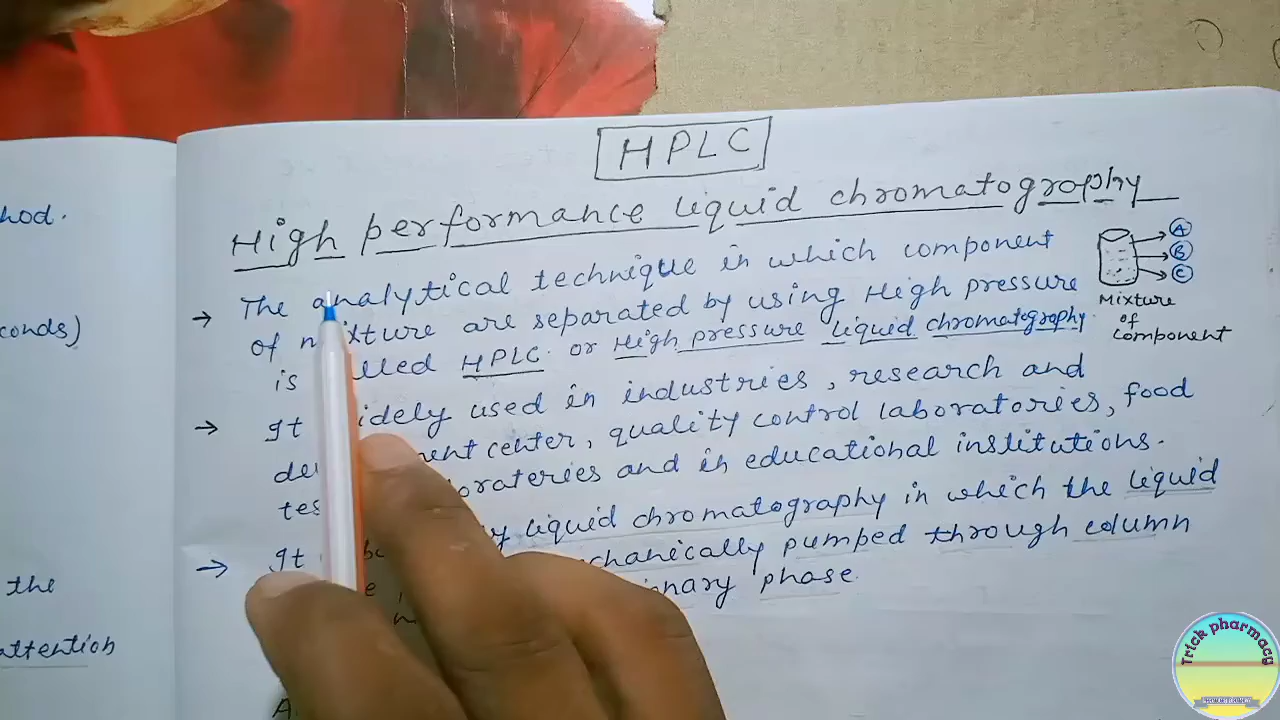 HPLC
High performance Liquid chromatography
→ The analytical technique in which component
of mixture are separated by using High pressure
is called HPLC. or High pressure Liquid chromatography.
→ It widely used in industries, research and
center, quality control laboratories, food
and in educational institutions.
→ It liquid chromatography in which the liquid
mechanically pumped through column
phase.
A
B
C
Mixture
of
component
hod.
conds)
the
attention
Trick pharmacy